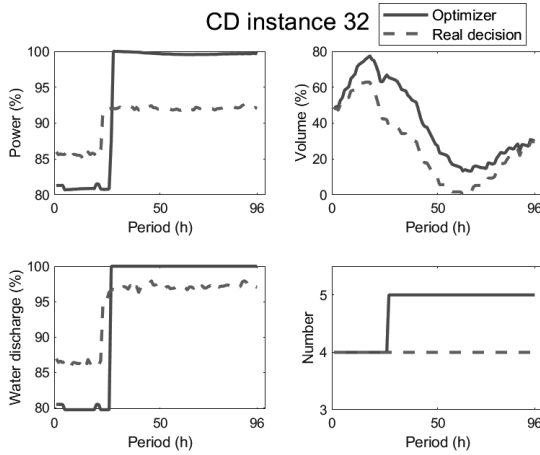 CD instance 32
Optimizer
Real decision
100
95
90
85
80
Power (%)
0
50
96
Period (h)
80
60
40
20
0
Volume (%)
0
50
96
Period (h)
100
95
90
85
80
Water discharge (%)
0
50
96
Period (h)
5
4
3
Number
0
50
96
Period (h)